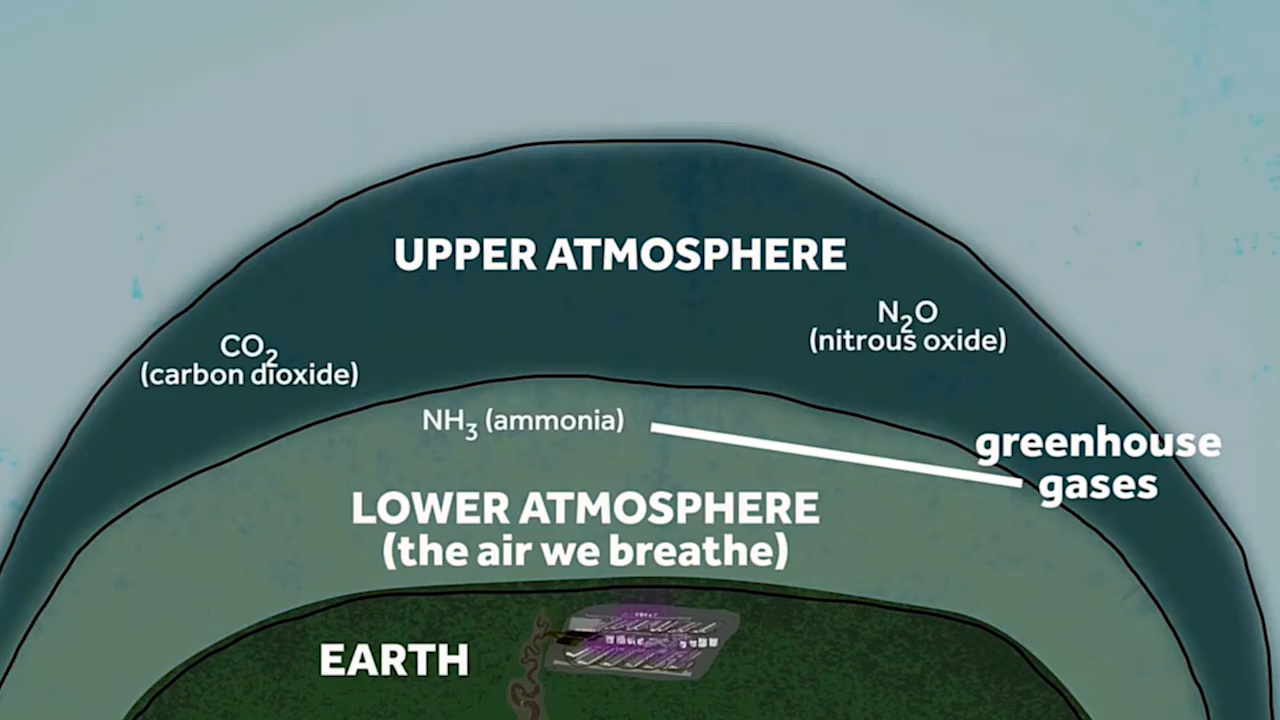 UPPER ATMOSPHERE
N₂O
(nitrous oxide)
CO₂
(carbon dioxide)
NH₃ (ammonia)
greenhouse
gases
LOWER ATMOSPHERE
(the air we breathe)
EARTH